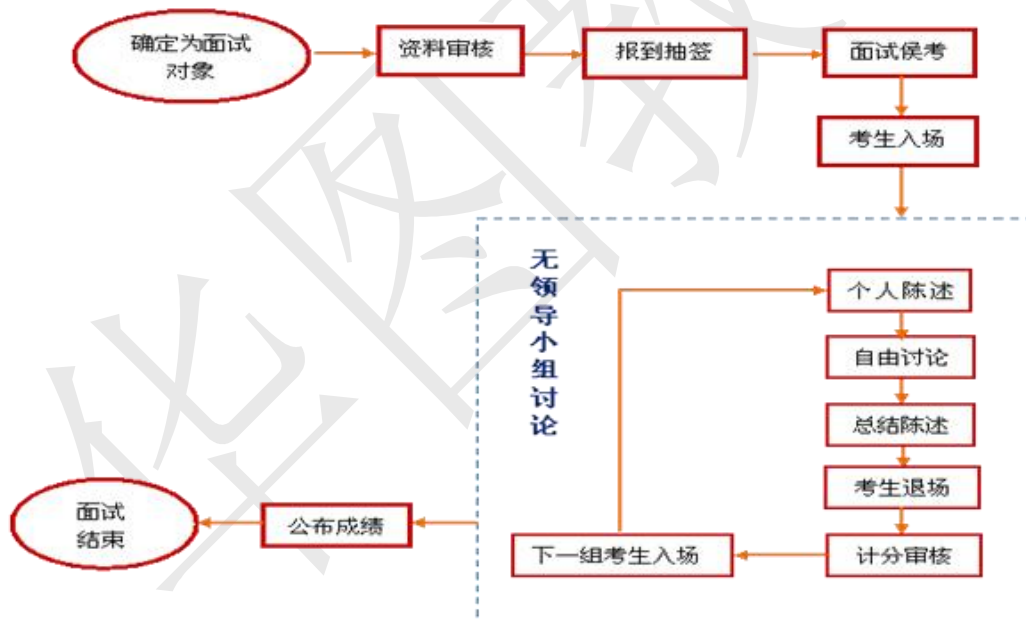 确定为面试
对象
资料审核
报到抽签
面试侯考
考生入场
无领导小组讨论
个人陈述
自由讨论
总结陈述
考生退场
计分审核
下一组考生入场
公布成绩
面试
结束
华图教